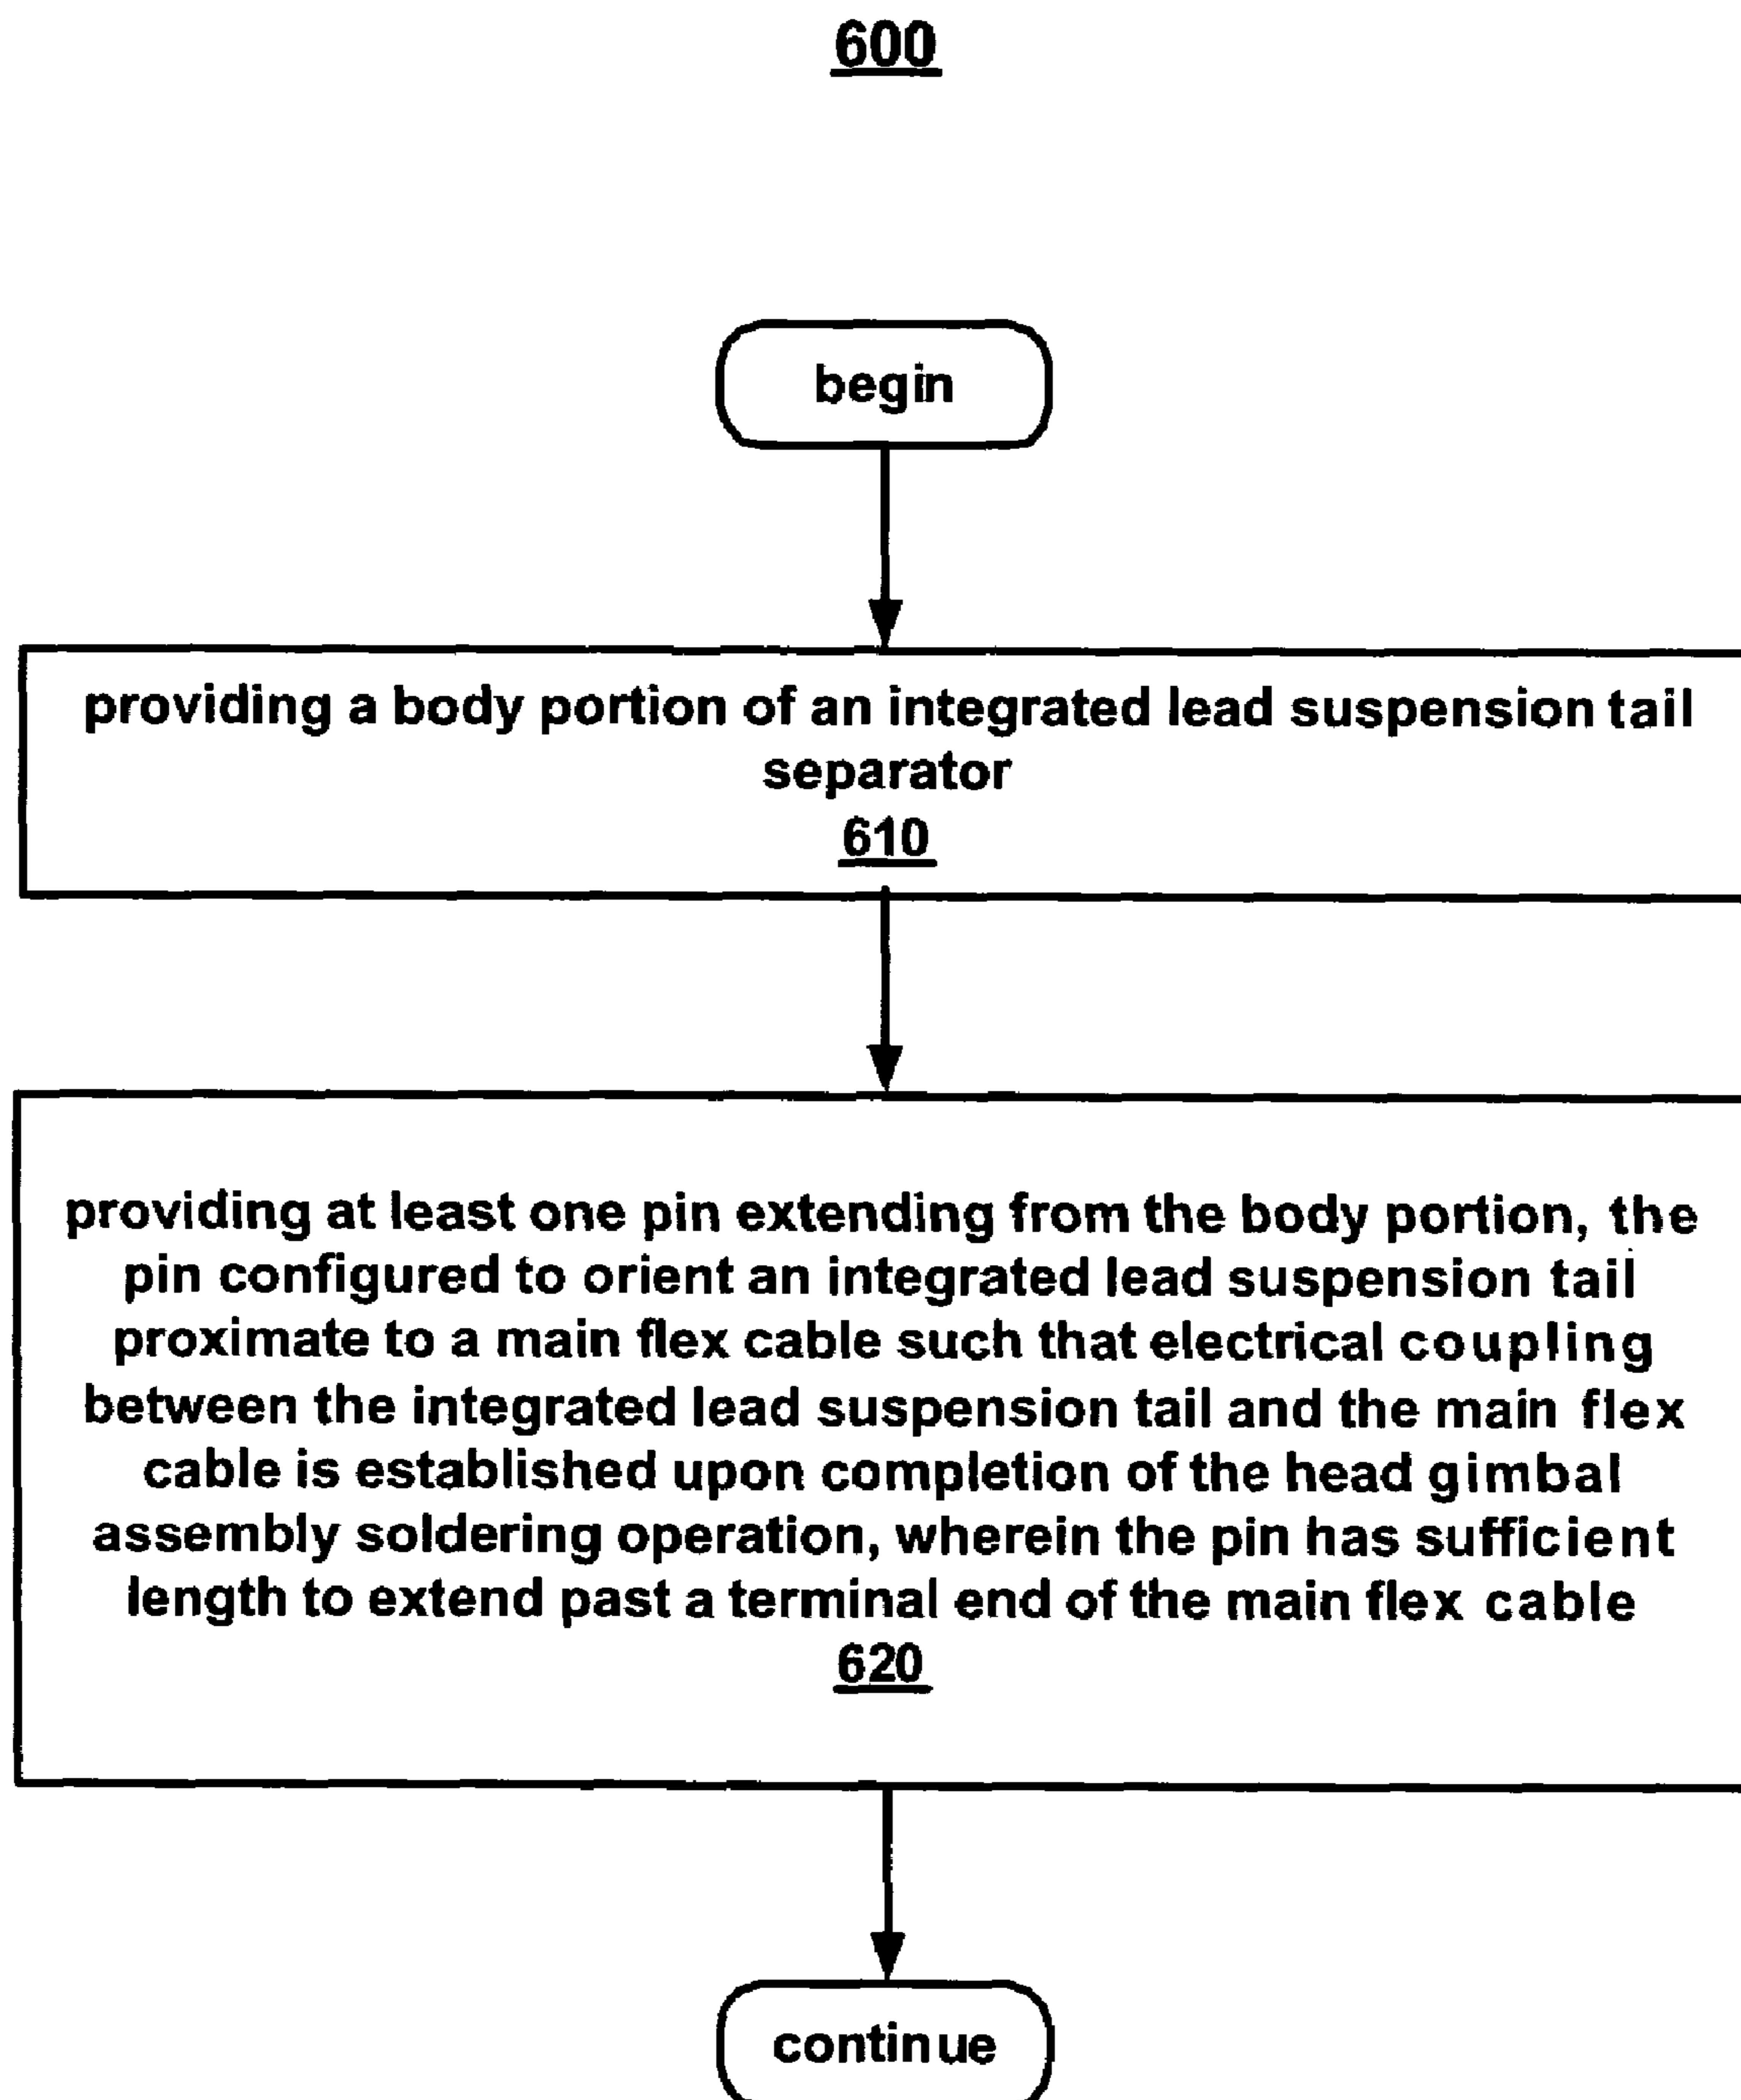 600
begin
providing a body portion of an integrated lead suspension tail
separator
610
providing at least one pin extending from the body portion, the
pin configured to orient an integrated lead suspension tail
proximate to a main flex cable such that electrical coupling
between the integrated lead suspension tail and the main flex
cable is established upon completion of the head gimbal
assembly soldering operation, wherein the pin has sufficient
length to extend past a terminal end of the main flex cable
620
continue